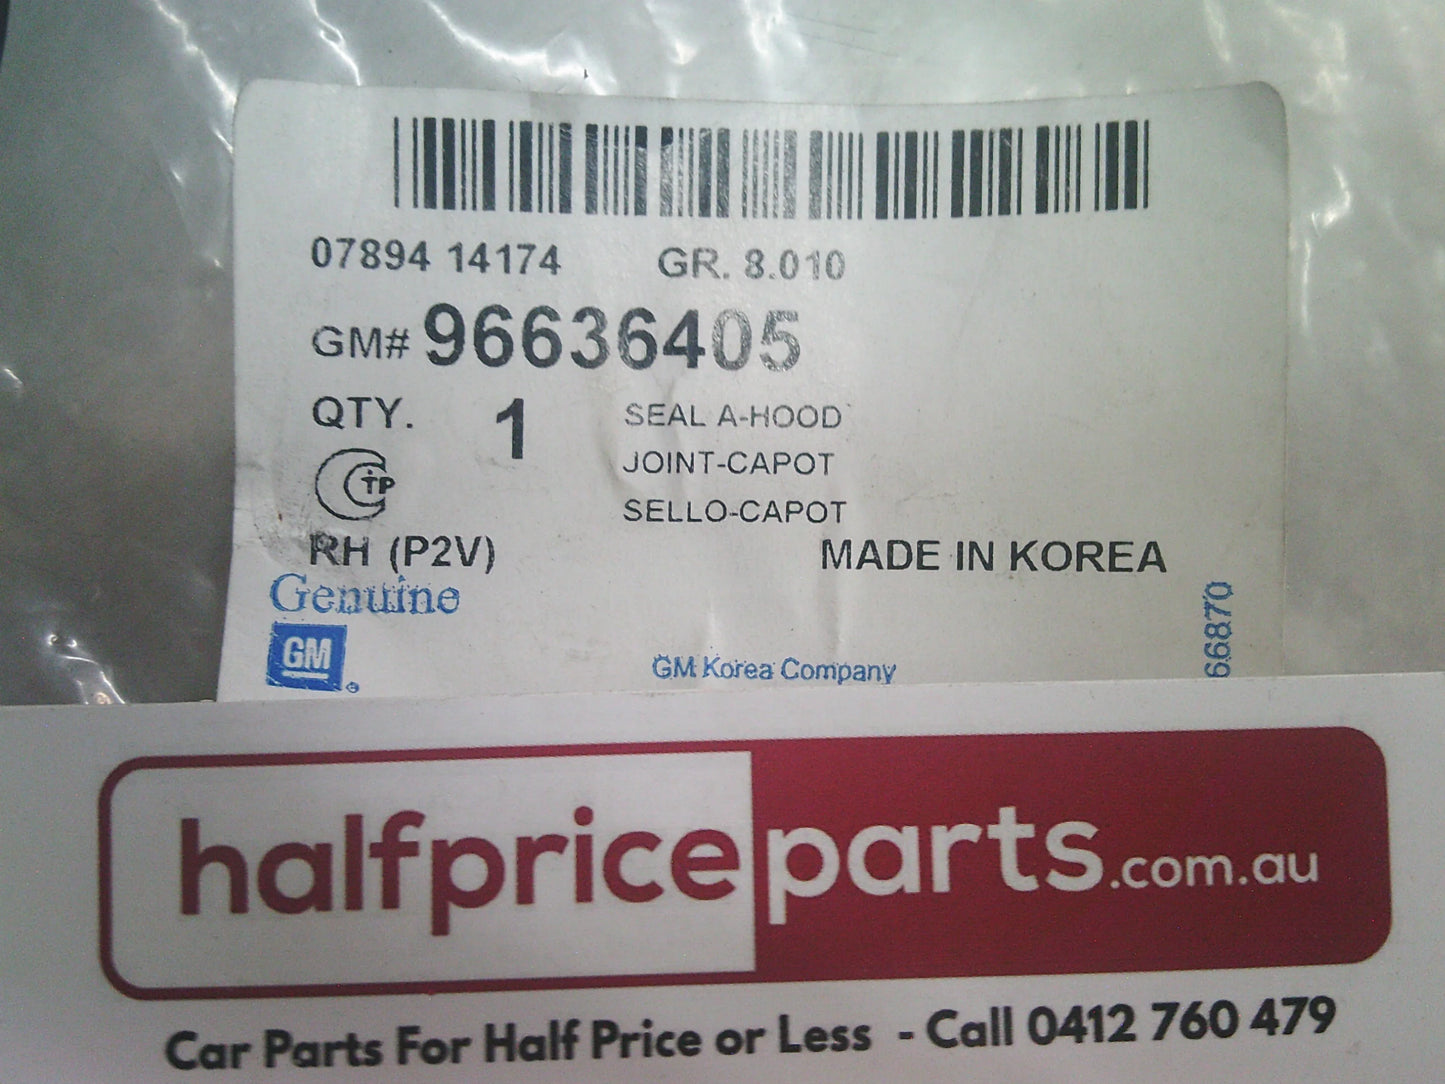 07894 14174 GR. 8.010
GM# 96636405
QTY. 1 SEAL A-HOOD
JOINT-CAPOT
SELLO-CAPOT
RH (P2V) MADE IN KOREA
Genuine
GM
GM Korea Company
66870
halfpriceparts.com.au
Car Parts For Half Price or Less - Call 0412 760 479